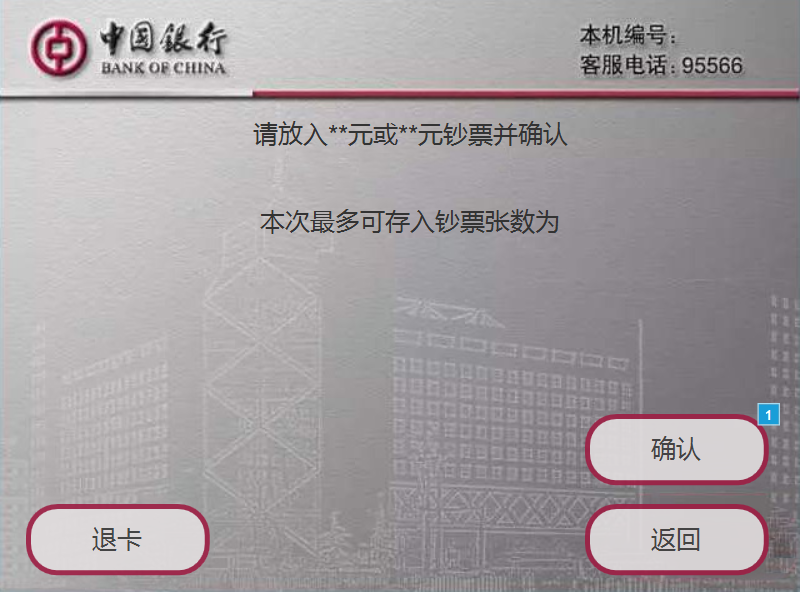 中国银行
BANK OF CHINA
本机编号：
客服电话：95566
请放入**元或**元钞票并确认
本次最多可存入钞票张数为
1
确认
退卡
返回